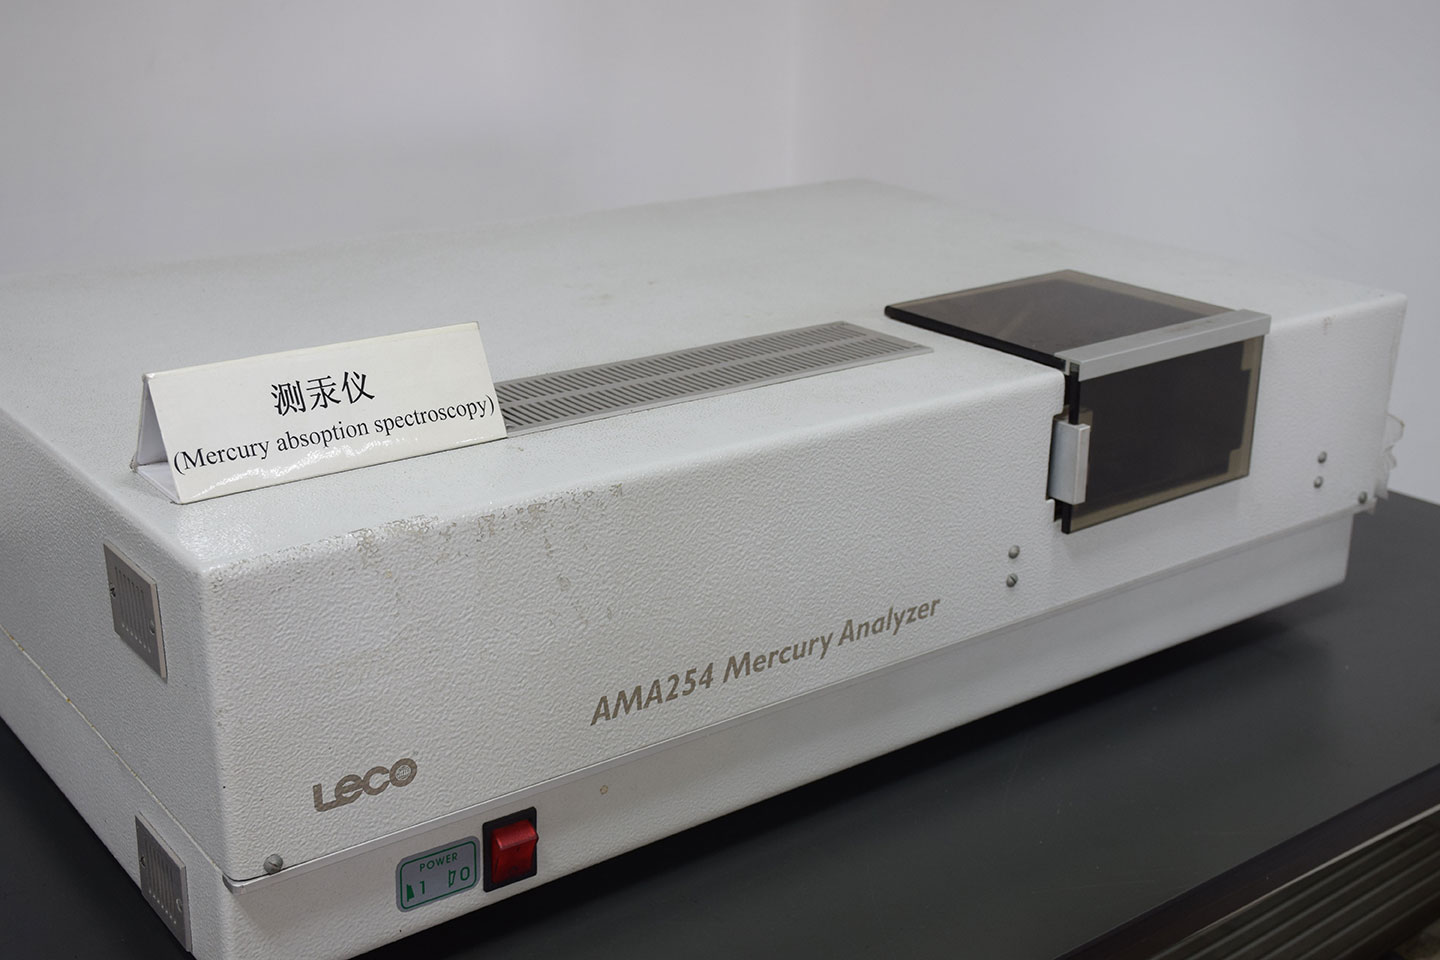 测汞仪
(Mercury absoption spectroscopy)
AMA254 Mercury Analyzer
LECO
POWER
1 0